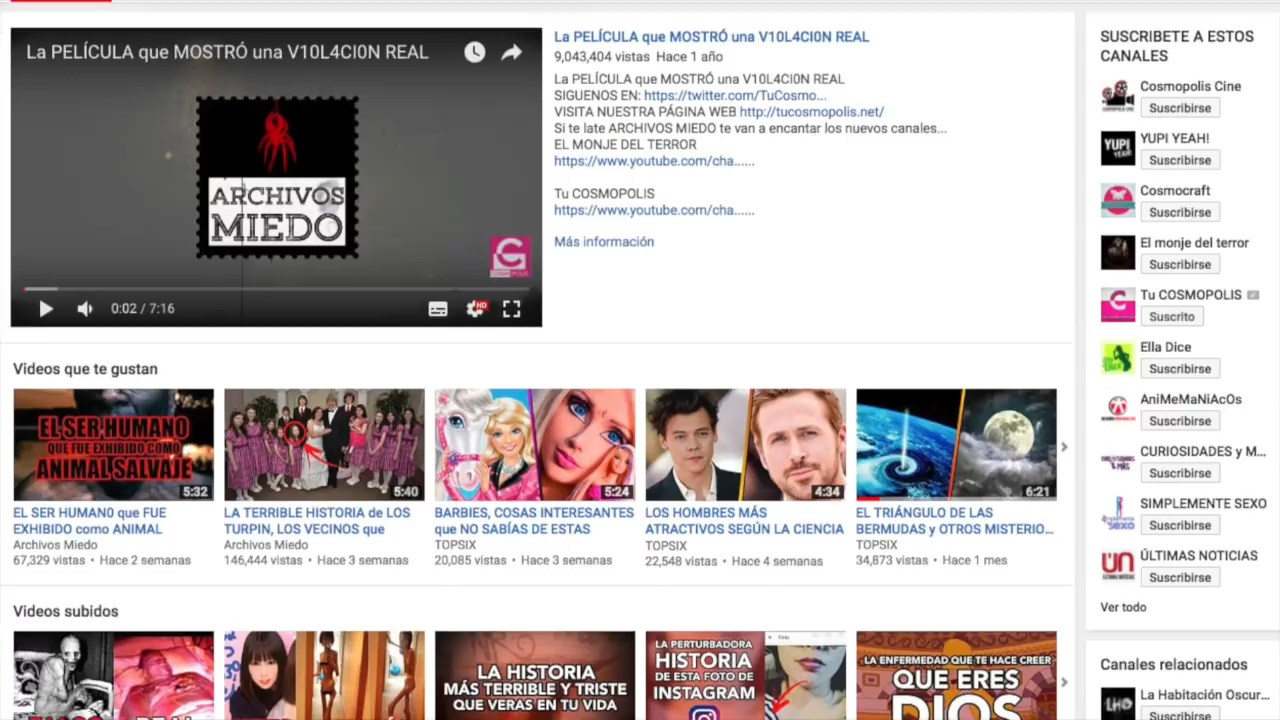 La PELÍCULA que MOSTRÓ una V10L4CI0N REAL
ARCHIVOS
MIEDO
C
0:02 / 7:16
HD
La PELÍCULA que MOSTRÓ una V10L4CI0N REAL
9,043,404 vistas Hace 1 año
La PELÍCULA que MOSTRÓ una V10L4CI0N REAL
SIGUENOS EN: https://twitter.com/TuCosmo...
VISITA NUESTRA PÁGINA WEB http://tucosmopolis.net/
Si te late ARCHIVOS MIEDO te van a encantar los nuevos canales...
EL MONJE DEL TERROR
https://www.youtube.com/cha......
Tu COSMOPOLIS
https://www.youtube.com/cha......
Más información
SUSCRIBETE A ESTOS
CANALES
Cosmopolis Cine
Suscribirse
YUPI
YEAH!
YUPI YEAH!
Suscribirse
Cosmocraft
Suscribirse
El monje del terror
Suscribirse
Tu COSMOPOLIS
Suscrito
Ella Dice
Suscribirse
AniMeMaNiAcOs
Suscribirse
CURIOSIDADES y M...
Suscribirse
SIMPLEMENTE SEXO
Suscribirse
ÚN
ÚLTIMAS NOTICIAS
Suscribirse
Ver todo
Videos que te gustan
EL SER HUMANO
QUE FUE EXHIBIDO COMO
ANIMAL SALVAJE
5:32
5:40
5:24
4:34
6:21
EL SER HUMAN0 que FUE
EXHIBIDO como ANIMAL
Archivos Miedo
67,329 vistas • Hace 2 semanas
LA TERRIBLE HISTORIA de LOS
TURPIN, LOS VECINOS que
Archivos Miedo
146,444 vistas • Hace 3 semanas
BARBIES, COSAS INTERESANTES
que NO SABÍAS DE ESTAS
TOPSIX
20,085 vistas • Hace 3 semanas
LOS HOMBRES MÁS
ATRACTIVOS SEGÚN LA CIENCIA
TOPSIX
22,548 vistas • Hace 4 semanas
EL TRIÁNGULO DE LAS
BERMUDAS y OTROS MISTERIO...
TOPSIX
34,873 vistas • Hace 1 mes
Videos subidos
LA HISTORIA
MÁS TERRIBLE Y TRISTE
QUE VERAS EN TU VIDA
LA PERTURBADORA
HISTORIA
DE ESTA FOTO DE
INSTAGRAM
LA ENFERMEDAD QUE TE HACE CREER
QUE ERES
DIOS
Canales relacionados
LHO
La Habitación Oscur...
Suscribirse